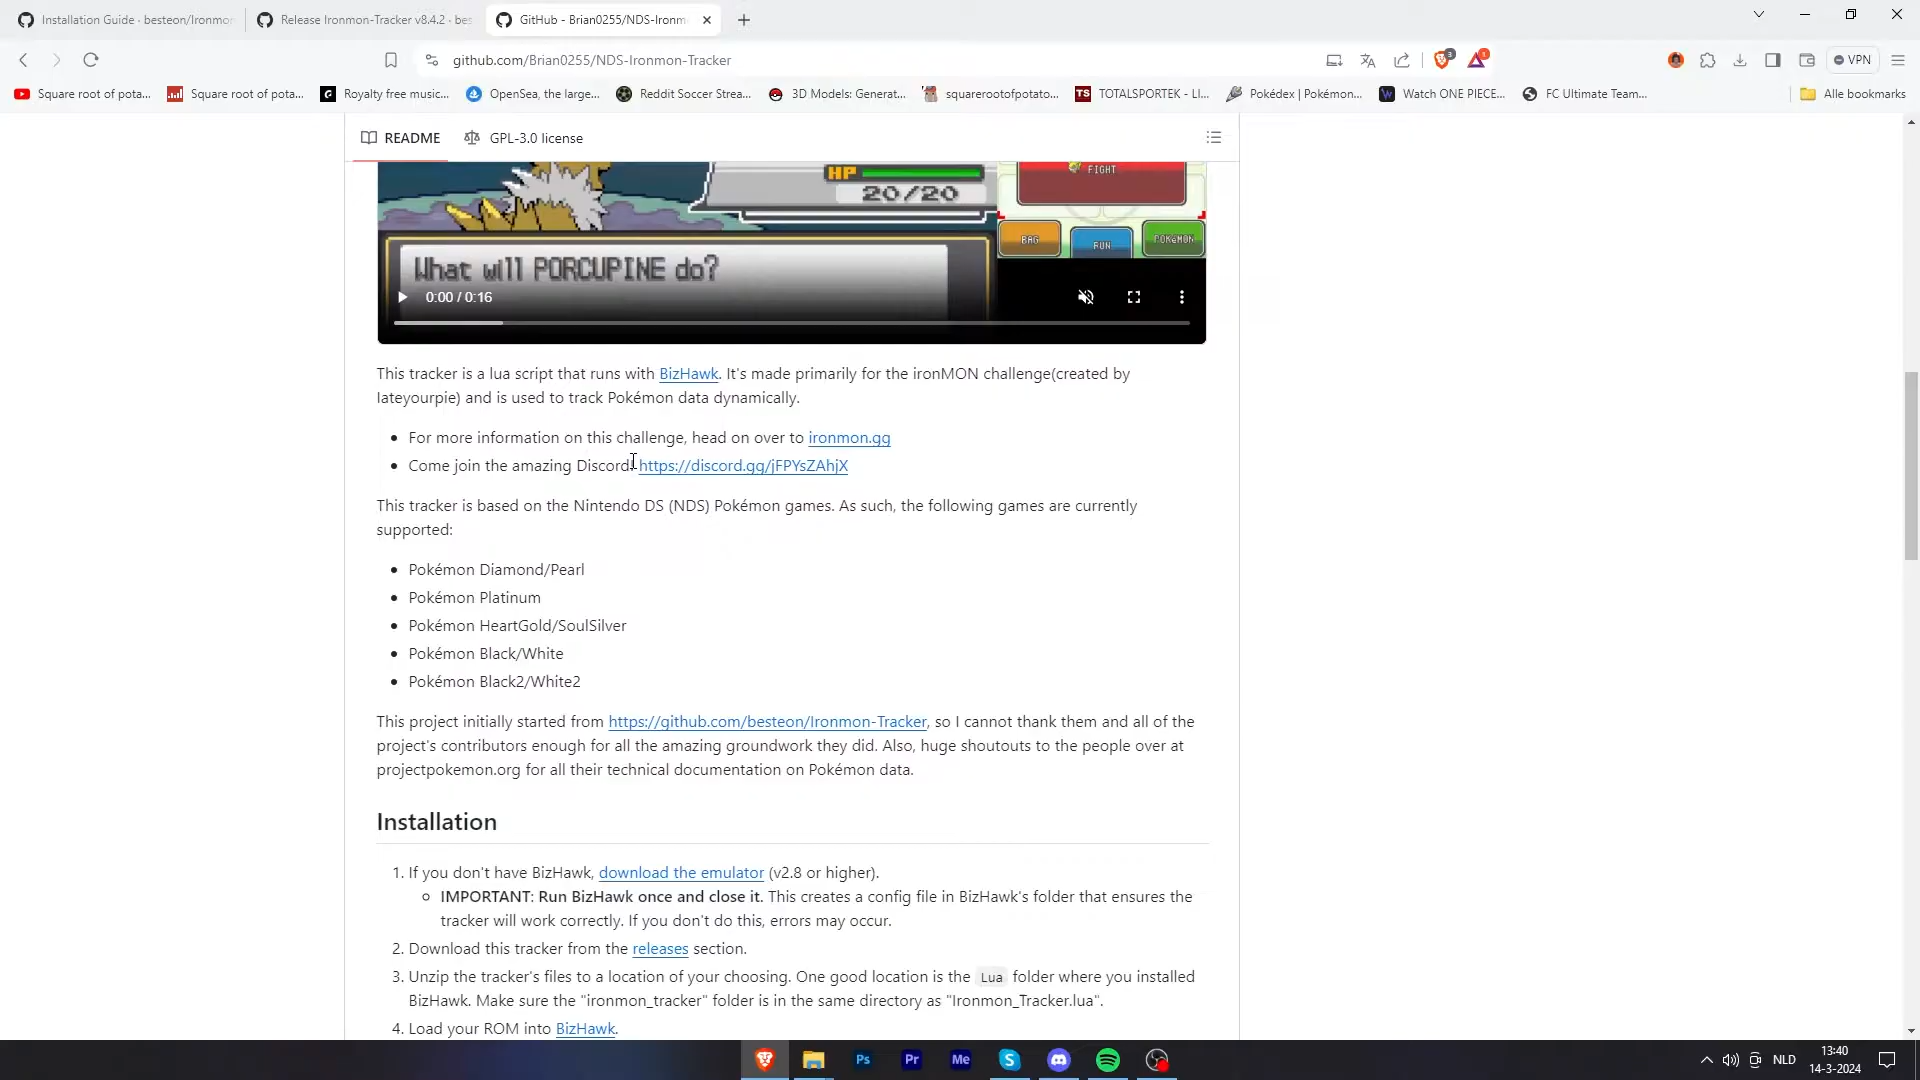 Installation Guide · besteon/Ironmon
Release Ironmon-Tracker v8.4.2 · bes
GitHub - Brian0255/NDS-Ironm
github.com/Brian0255/NDS-Ironmon-Tracker
3
1
VPN
Square root of pota...
Square root of pota...
Royalty free music...
OpenSea, the large...
Reddit Soccer Strea...
3D Models: Generat...
squarerootofpotato...
TS
TOTALSPORTEK - LI...
Pokédex | Pokémon...
Watch ONE PIECE...
FC Ultimate Team...
Alle bookmarks
README
GPL-3.0 license
HP
20/20
FIGHT
BAG
RUN
POKéMON
What will PORCUPINE do?
0:00 / 0:16
This tracker is a lua script that runs with BizHawk. It's made primarily for the ironMON challenge(created by
lateyourpie) and is used to track Pokémon data dynamically.
• For more information on this challenge, head on over to ironmon.gg
• Come join the amazing Discord! https://discord.gg/jFPYsZAhjX
This tracker is based on the Nintendo DS (NDS) Pokémon games. As such, the following games are currently
supported:
• Pokémon Diamond/Pearl
• Pokémon Platinum
• Pokémon HeartGold/SoulSilver
• Pokémon Black/White
• Pokémon Black2/White2
This project initially started from https://github.com/besteon/Ironmon-Tracker, so I cannot thank them and all of the
project's contributors enough for all the amazing groundwork they did. Also, huge shoutouts to the people over at
projectpokemon.org for all their technical documentation on Pokémon data.
Installation
1. If you don't have BizHawk, download the emulator (v2.8 or higher).
IMPORTANT: Run BizHawk once and close it. This creates a config file in BizHawk's folder that ensures the
tracker will work correctly. If you don't do this, errors may occur.
2. Download this tracker from the releases section.
3. Unzip the tracker's files to a location of your choosing. One good location is the Lua folder where you installed
BizHawk. Make sure the "ironmon_tracker" folder is in the same directory as "Ironmon_Tracker.lua".
4. Load your ROM into BizHawk.
Ps
Pr
Me
NLD
13:40
14-3-2024